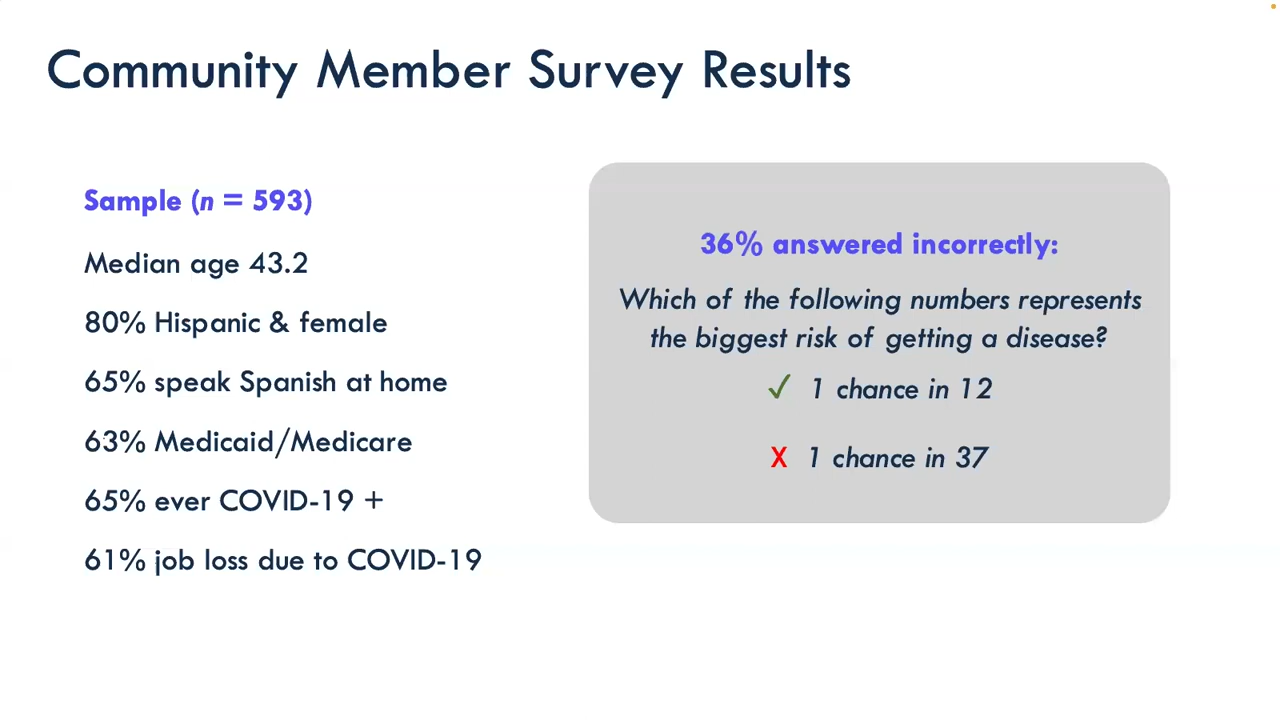 Community Member Survey Results
Sample (n = 593)
Median age 43.2
80% Hispanic & female
65% speak Spanish at home
63% Medicaid/Medicare
65% ever COVID-19 +
61% job loss due to COVID-19
36% answered incorrectly:
Which of the following numbers represents
the biggest risk of getting a disease?
✓ 1 chance in 12
X 1 chance in 37